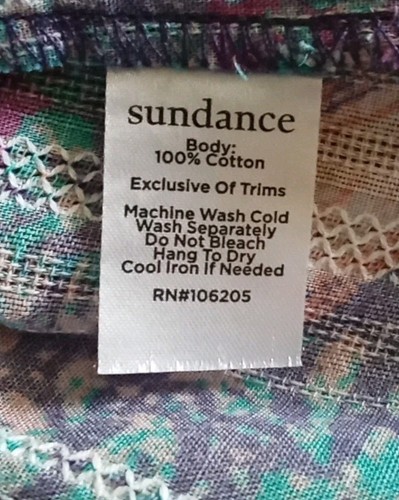 sundance
Body:
100% Cotton
Exclusive Of Trims
Machine Wash Cold
Wash Separately
Do Not Bleach
Hang To Dry
Cool Iron If Needed
RN#106205